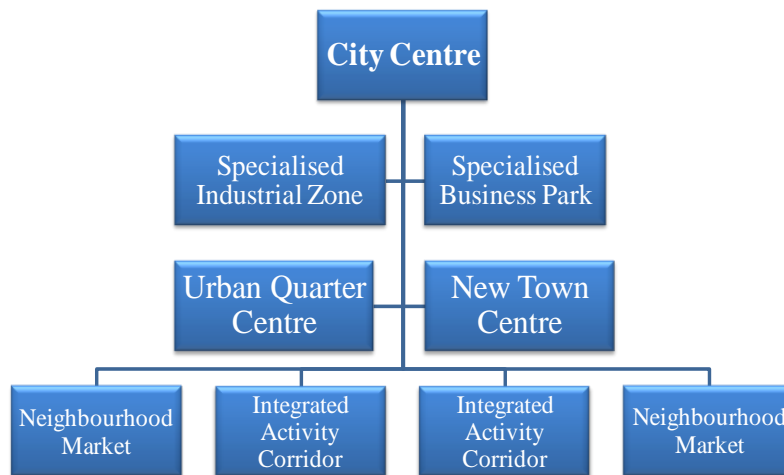 City Centre
Specialised
Industrial Zone
Specialised
Business Park
Urban Quarter
Centre
New Town
Centre
Neighbourhood
Market
Integrated
Activity
Corridor
Integrated
Activity
Corridor
Neighbourhood
Market